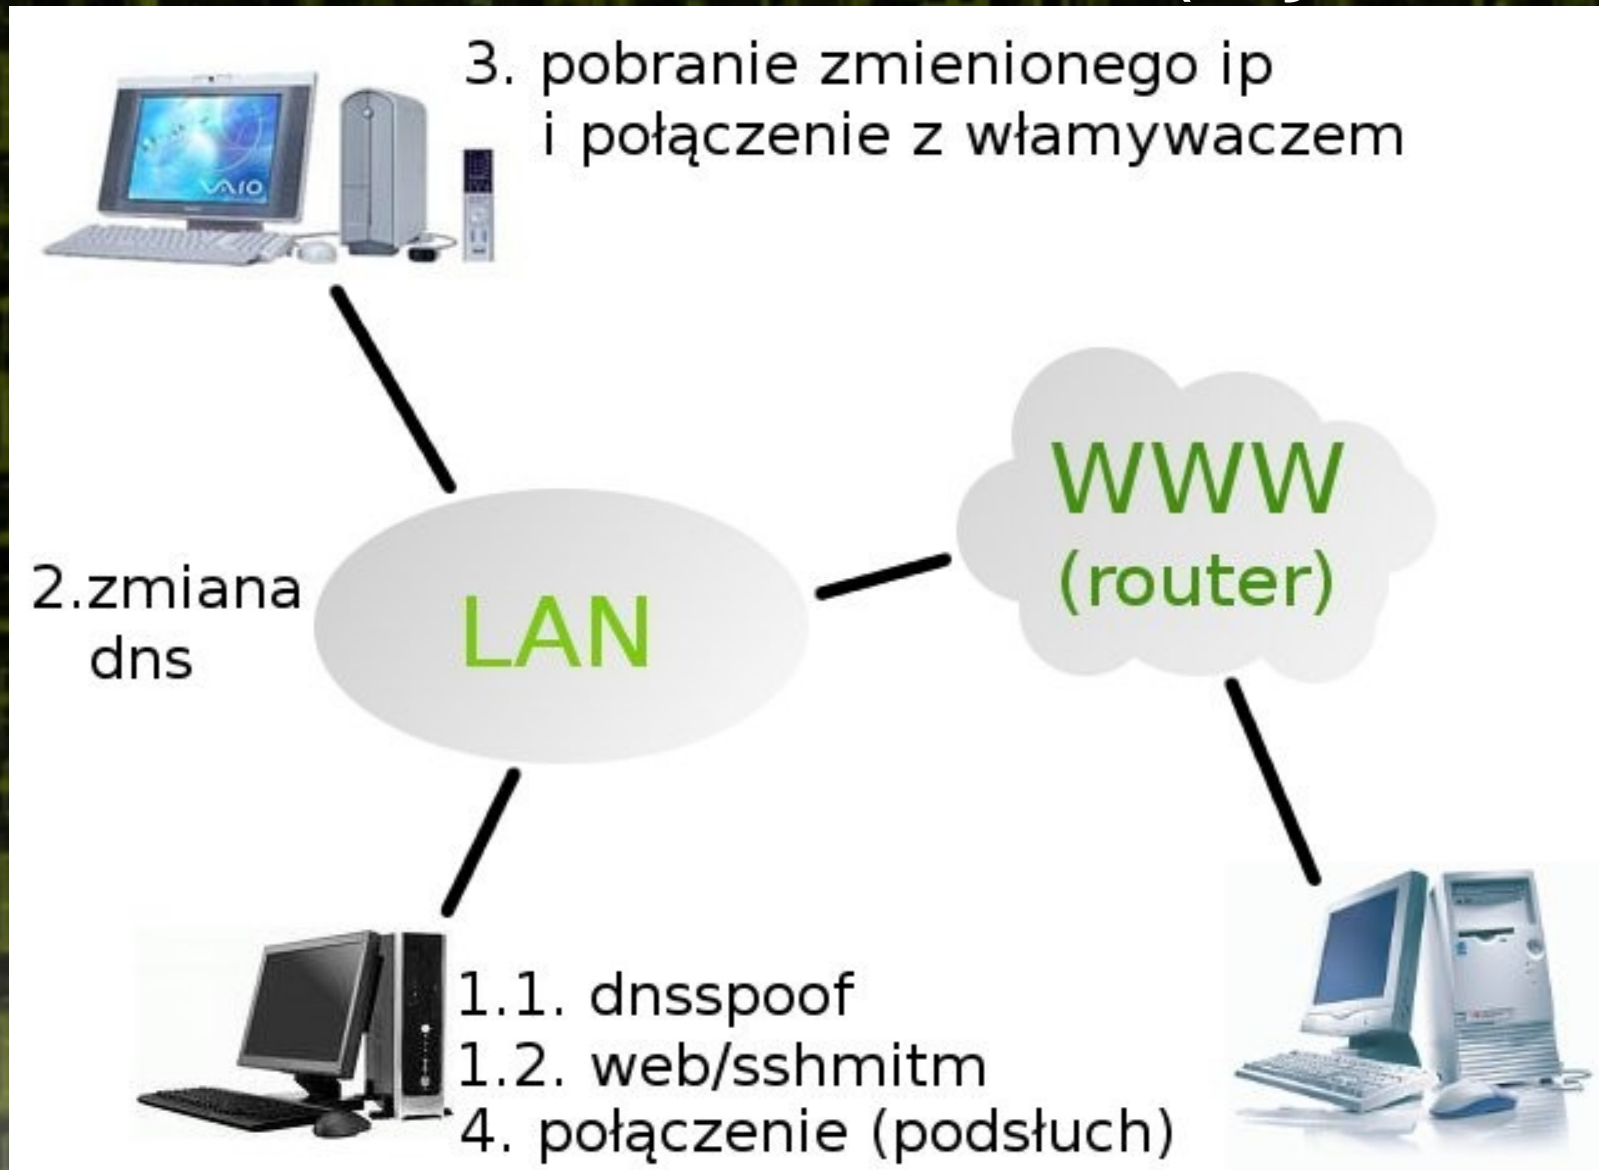 3. pobranie zmienionego ip
i połączenie z włamywaczem
VAIO
WWW
(router)
2.zmiana
dns
LAN
1.1. dnsspoof
1.2. web/sshmitm
4. połączenie (podsłuch)